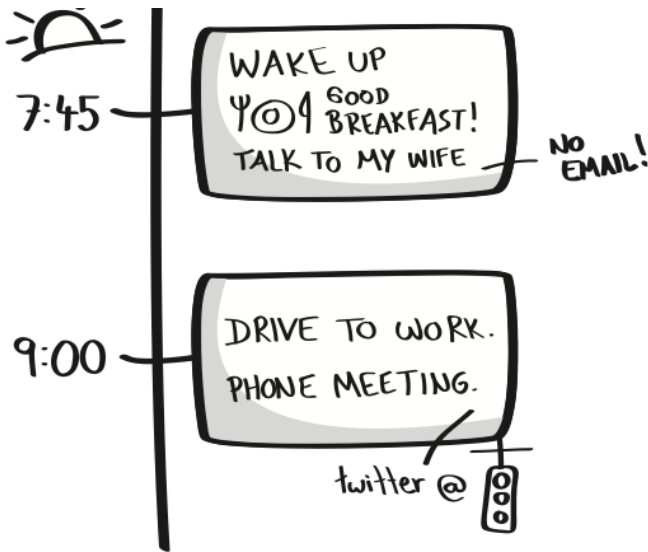 7:45
WAKE UP
GOOD
BREAKFAST!
TALK TO MY WIFE
NO
EMAIL!
9:00
DRIVE TO WORK.
PHONE MEETING.
twitter @